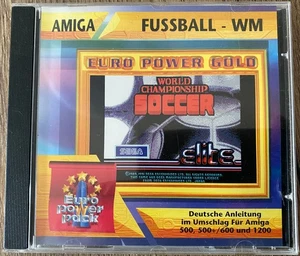 AMIGA FUSSBALL - WM
EURO POWER GOLD
WORLD
CHAMPIONSHIP
SOCCER
SEGA
elite
Euro
power
pack
Deutsche Anleitung
im Umschlag Für Amiga
500, 500+/600 und 1200